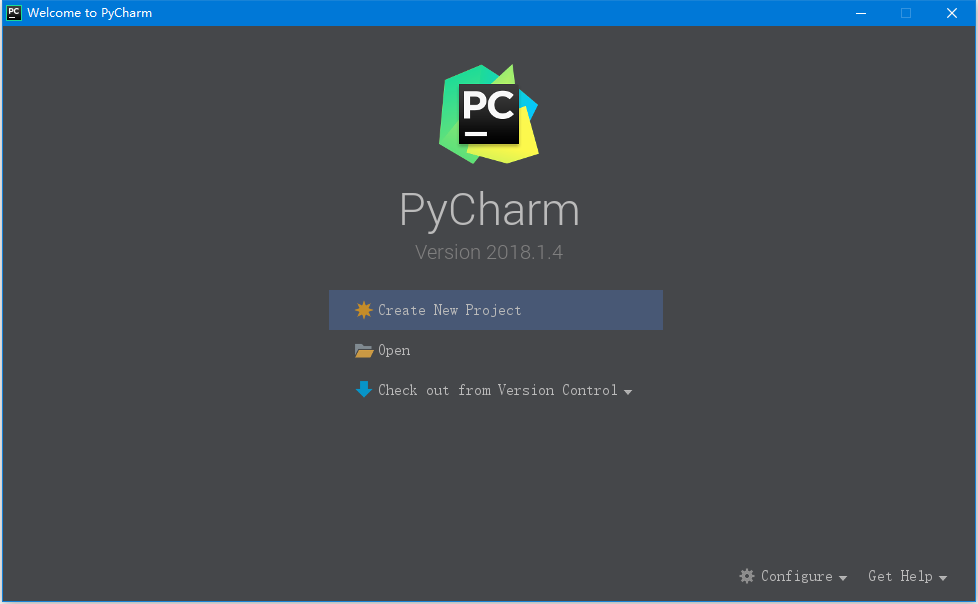 PC Welcome to PyCharm
PC
PyCharm
Version 2018.1.4
Create New Project
Open
Check out from Version Control
Configure Get Help